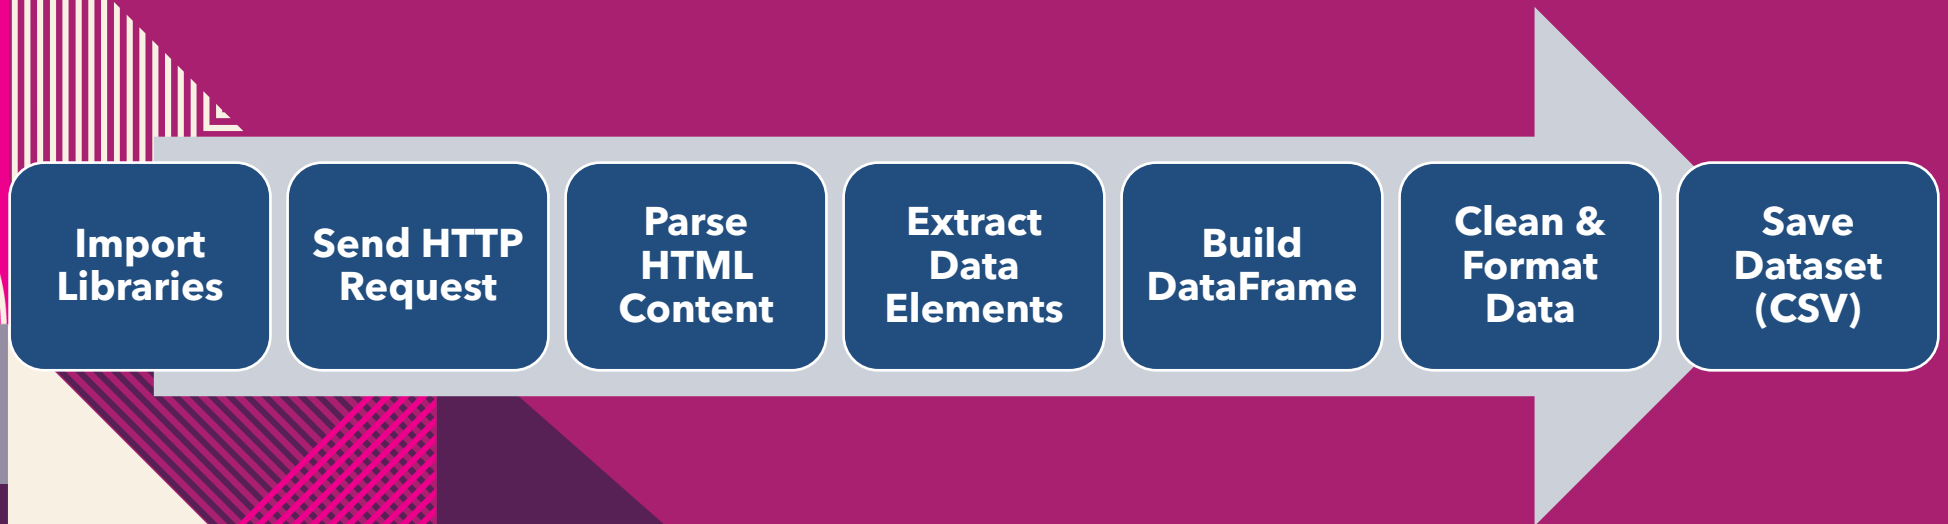 Import
Libraries
Send HTTP
Request
Parse
HTML
Content
Extract
Data
Elements
Build
DataFrame
Clean &
Format
Data
Save
Dataset
(CSV)